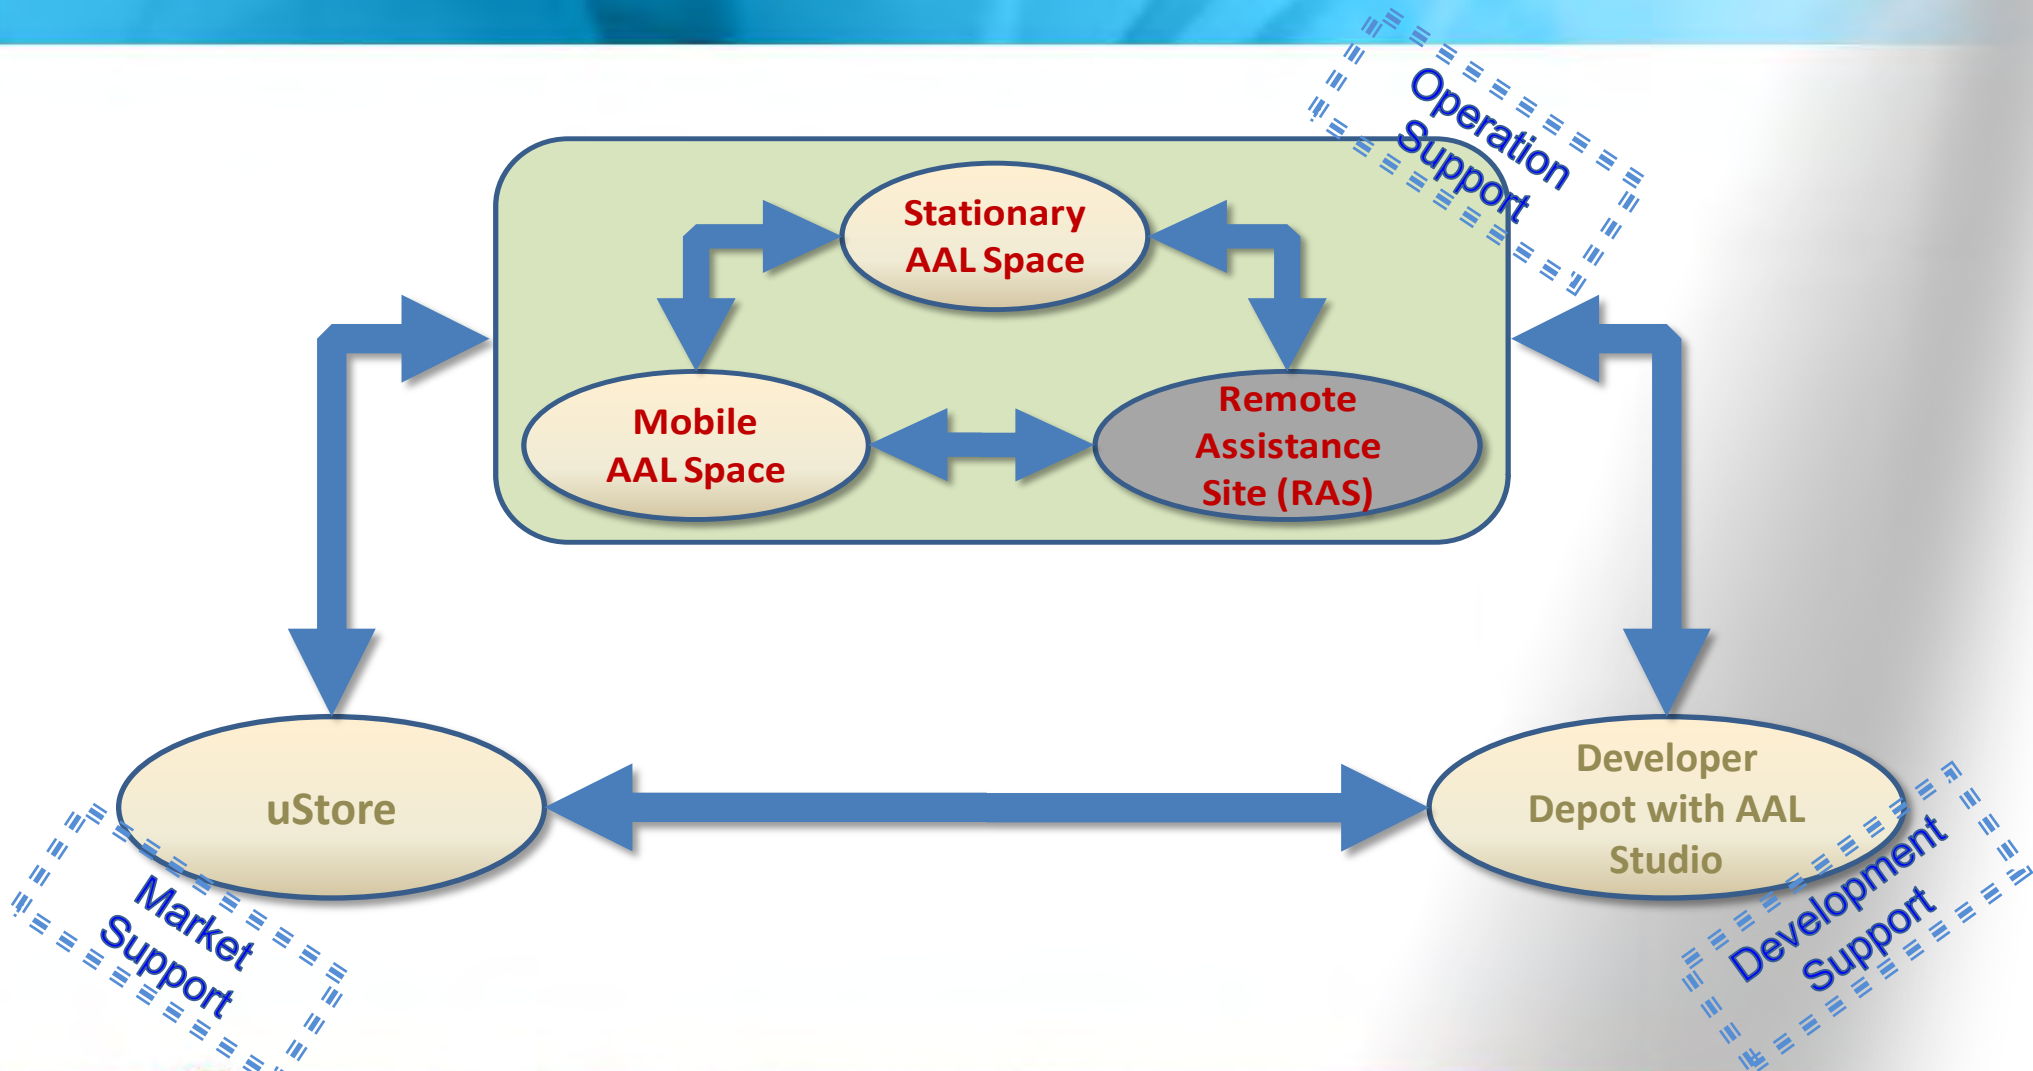 Operation
Support
Stationary
AAL Space
Mobile
AAL Space
Remote
Assistance
Site (RAS)
uStore
Developer
Depot with AAL
Studio
Market
Support
Development
Support